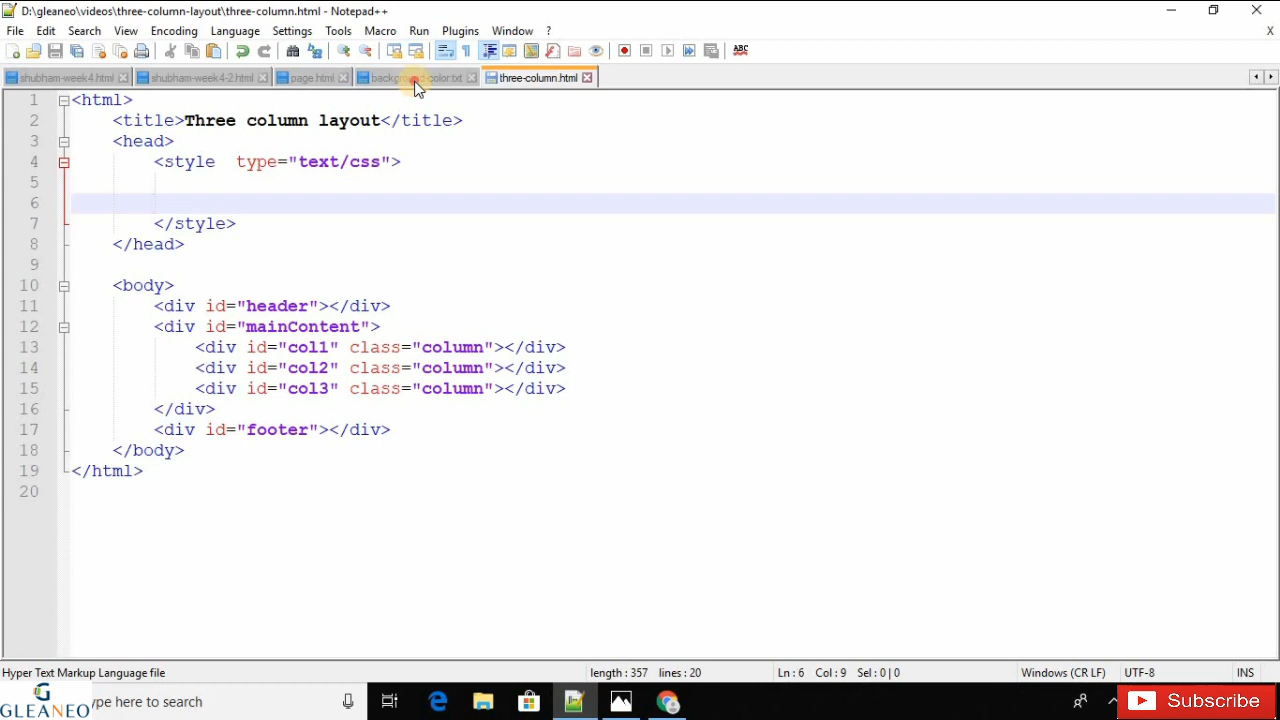 D:\gleaneo\videos\three-column-layout\three-column.html - Notepad++
File Edit Search View Encoding Language Settings Tools Macro Run Plugins Window ? X
ABC
shubham-week4.html shubham-week4-2.html page.html background-color.txt three-column.html
1 <html>
2 <title>Three column layout</title>
3 <head>
4 <style type="text/css">
5
6
7 </style>
8 </head>
9
10 <body>
11 <div id="header"></div>
12 <div id="mainContent">
13 <div id="col1" class="column"></div>
14 <div id="col2" class="column"></div>
15 <div id="col3" class="column"></div>
16 </div>
17 <div id="footer"></div>
18 </body>
19 </html>
20
Hyper Text Markup Language file length : 357 lines : 20 Ln : 6 Col : 9 Sel : 0 | 0 Windows (CR LF) UTF-8 INS
GLEANEO
ype here to search
Subscribe